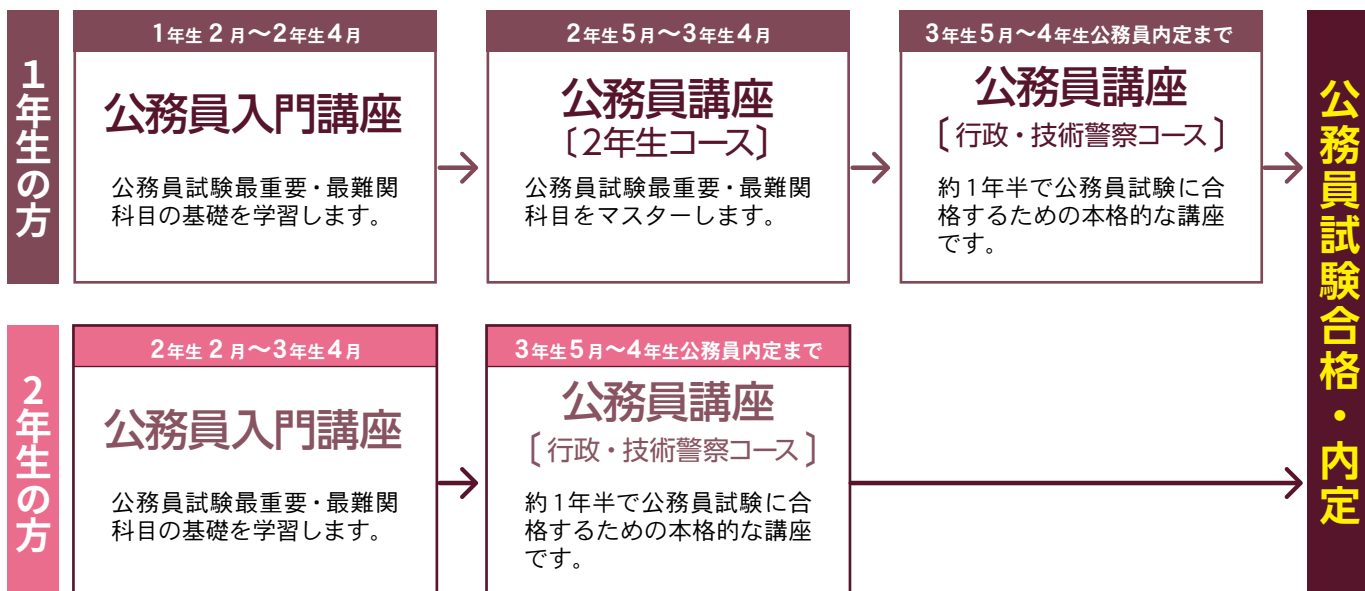 1年生の方
1年生2月～2年生4月
公務員入門講座
公務員試験最重要・最難関
科目の基礎を学習します。
2年生5月～3年生4月
公務員講座
〔2年生コース〕
公務員試験最重要・最難関
科目をマスターします。
3年生5月～4年生公務員内定まで
公務員講座
〔行政・技術警察コース〕
約1年半で公務員試験に合
格するための本格的な講座
です。
2年生の方
2年生2月～3年生4月
公務員入門講座
公務員試験最重要・最難関
科目の基礎を学習します。
3年生5月～4年生公務員内定まで
公務員講座
〔行政・技術警察コース〕
約1年半で公務員試験に合
格するための本格的な講座
です。
公務員試験合格・内定